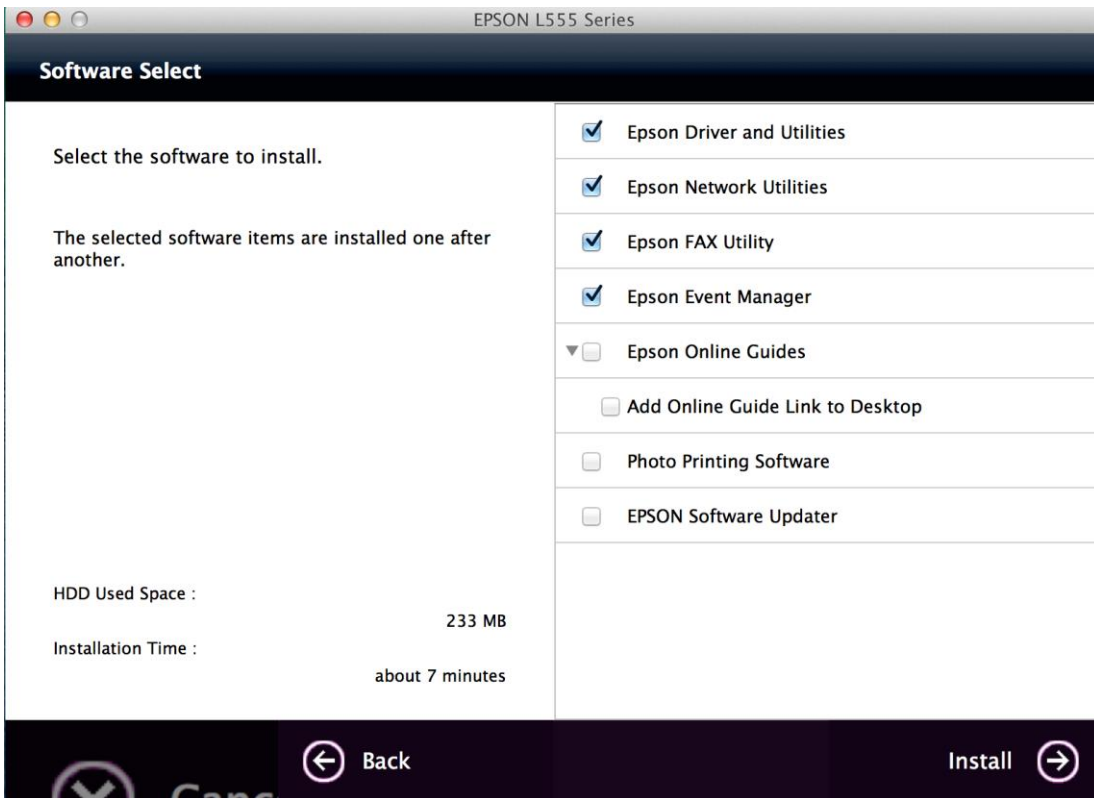 EPSON L555 Series
Software Select
Select the software to install.
The selected software items are installed one after
another.
HDD Used Space :
233 MB
Installation Time :
about 7 minutes
Epson Driver and Utilities
Epson Network Utilities
Epson FAX Utility
Epson Event Manager
Epson Online Guides
Add Online Guide Link to Desktop
Photo Printing Software
EPSON Software Updater
Back
Install